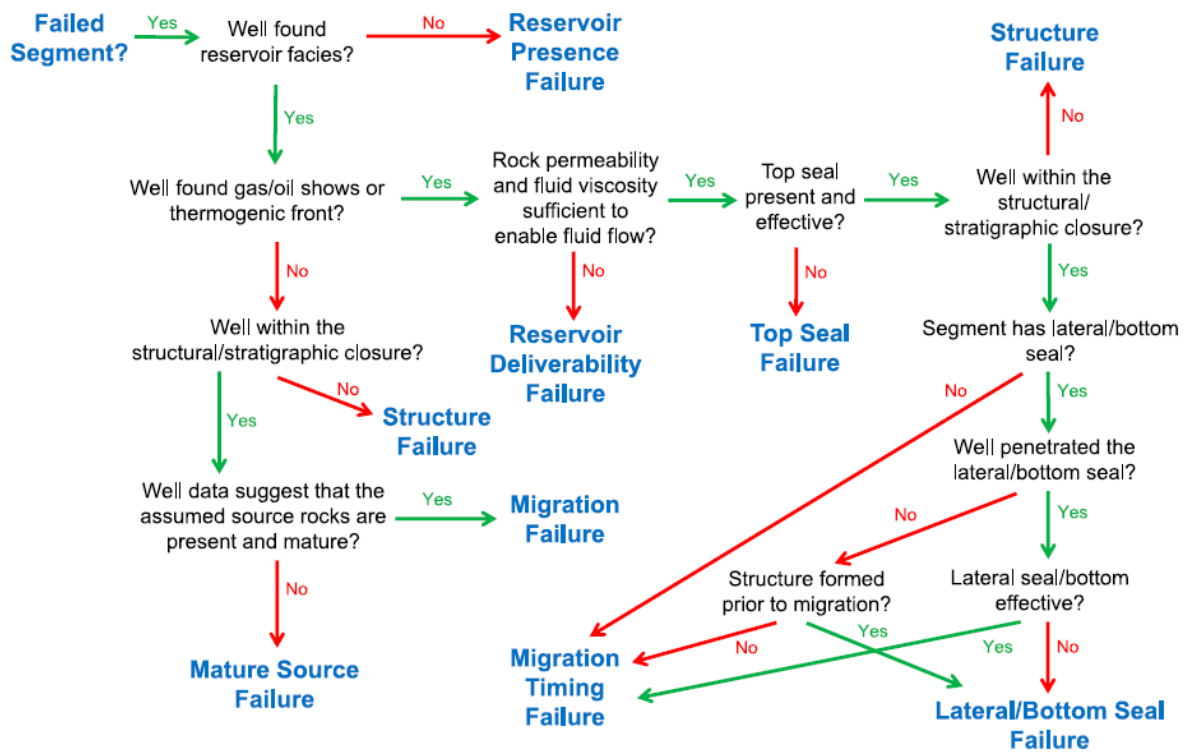 Failed
Segment?
Yes
Well found
reservoir facies?
No
Reservoir
Presence
Failure
Structure
Failure
Yes
No
Well found gas/oil shows or
thermogenic front?
Yes
Rock permeability
and fluid viscosity
sufficient to
enable fluid flow?
Yes
Top seal
present and
effective?
Yes
Well within the
structural/
stratigraphic closure?
No
No
No
Yes
Well within the
structural/stratigraphic closure?
Reservoir
Deliverability
Failure
Top Seal
Failure
Segment has lateral/bottom
seal?
Yes
No
Structure
Failure
No
Yes
Well penetrated the
lateral/bottom seal?
Well data suggest that the
assumed source rocks are
present and mature?
Yes
Migration
Failure
No
Yes
No
Structure formed
prior to migration?
Lateral seal/bottom
effective?
Mature Source
Failure
Migration
Timing
Failure
No
Yes
Yes
No
Lateral/Bottom Seal
Failure